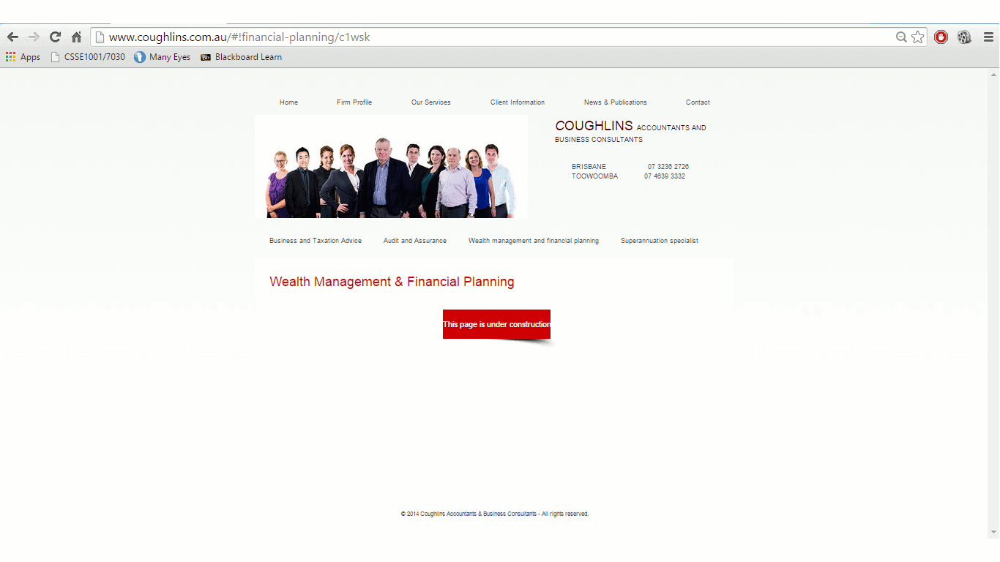 www.coughlins.com.au/#!financial-planning/c1wsk
Apps CSSE1001/7030 Many Eyes Bb Blackboard Learn
Home Firm Profile Our Services Client Information News & Publications Contact
COUGHLINS ACCOUNTANTS AND
BUSINESS CONSULTANTS
BRISBANE 07 3236 2726
TOOWOOMBA 07 4639 3332
Business and Taxation Advice Audit and Assurance Wealth management and financial planning Superannuation specialist
Wealth Management & Financial Planning
This page is under construction
© 2014 Coughlins Accountants & Business Consultants - All rights reserved.